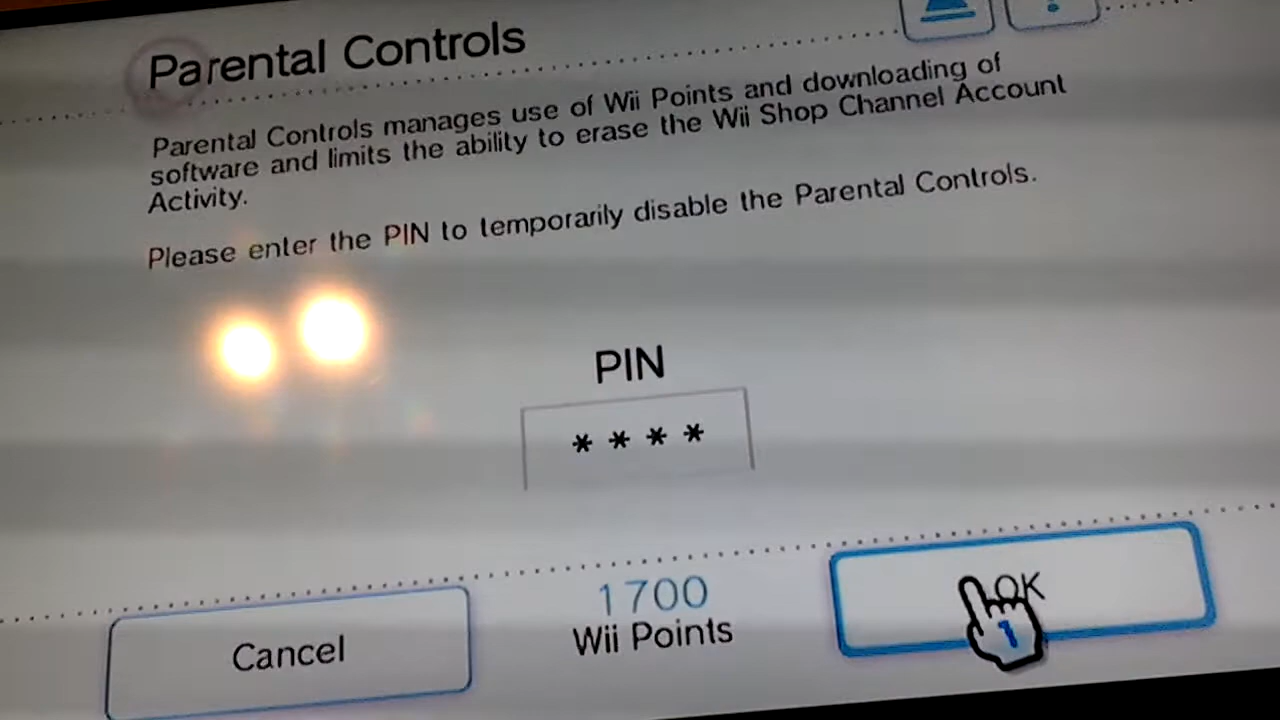 Parental Controls
Parental Controls manages use of Wii Points and downloading of
software and limits the ability to erase the Wii Shop Channel Account
Activity.
Please enter the PIN to temporarily disable the Parental Controls.
PIN
* * * *
1700
Wii Points
Cancel
OK
1